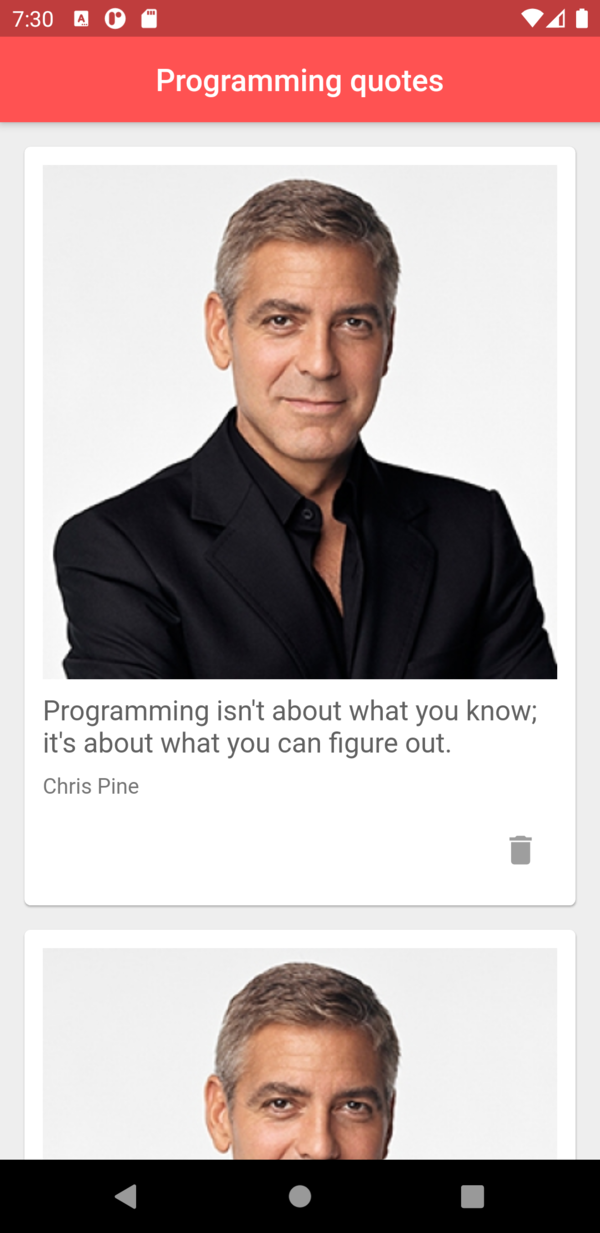 7:30
Programming quotes
Programming isn't about what you know;
it's about what you can figure out.
Chris Pine